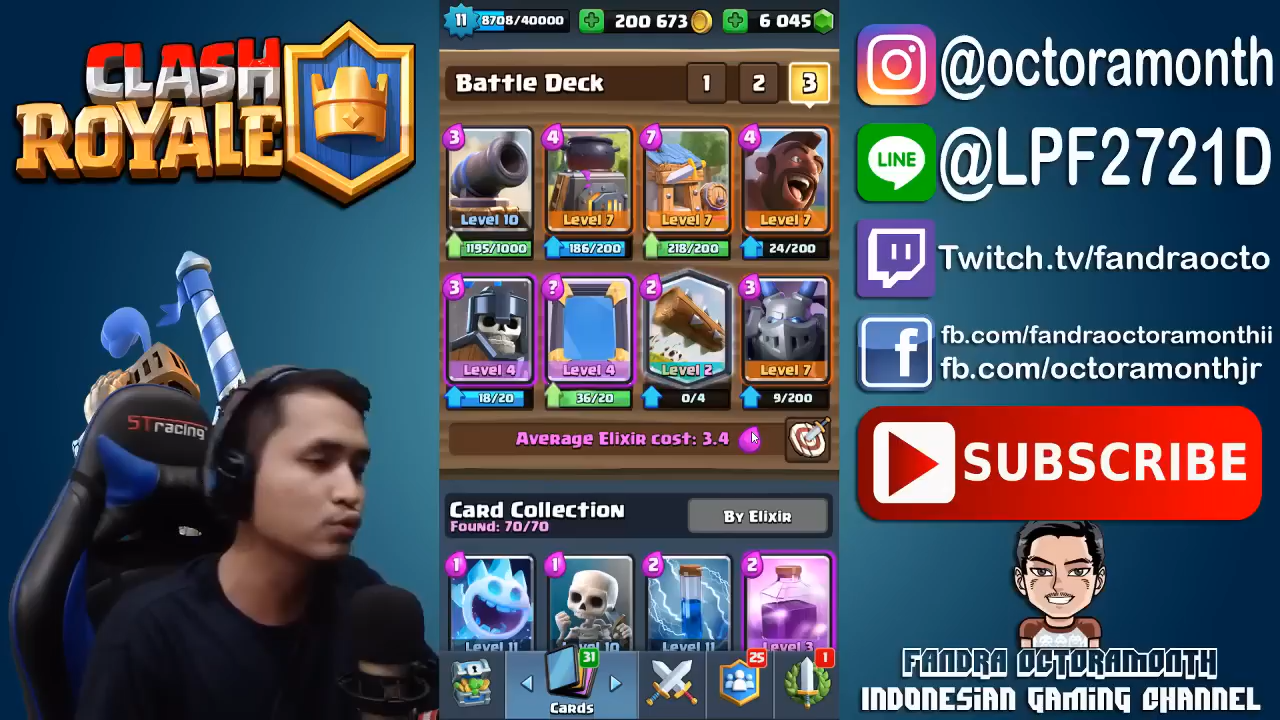 CLASH
ROYALE
11 8708/40000 200 673 6 045
Battle Deck 1 2 3
3 4 7 4
Level 10 Level 7 Level 7 Level 7
1195/1000 186/200 218/200 24/200
3 ? 2 3
Level 4 Level 4 Level 2 Level 7
18/20 36/20 0/4 9/200
Average Elixir cost: 3.4
Card Collection
Found: 70/70
By Elixir
1 1 2 2
Level 11 Level 10 Level 11 Level 3
31 25 1
Cards
STracing
@octoramonth
LINE
@LPF2721D
Twitch.tv/fandraocto
fb.com/fandraoctoramonthii
fb.com/octoramonthjr
SUBSCRIBE
FANDRA OCTORAMONTH
INDONESIAN GAMING CHANNEL